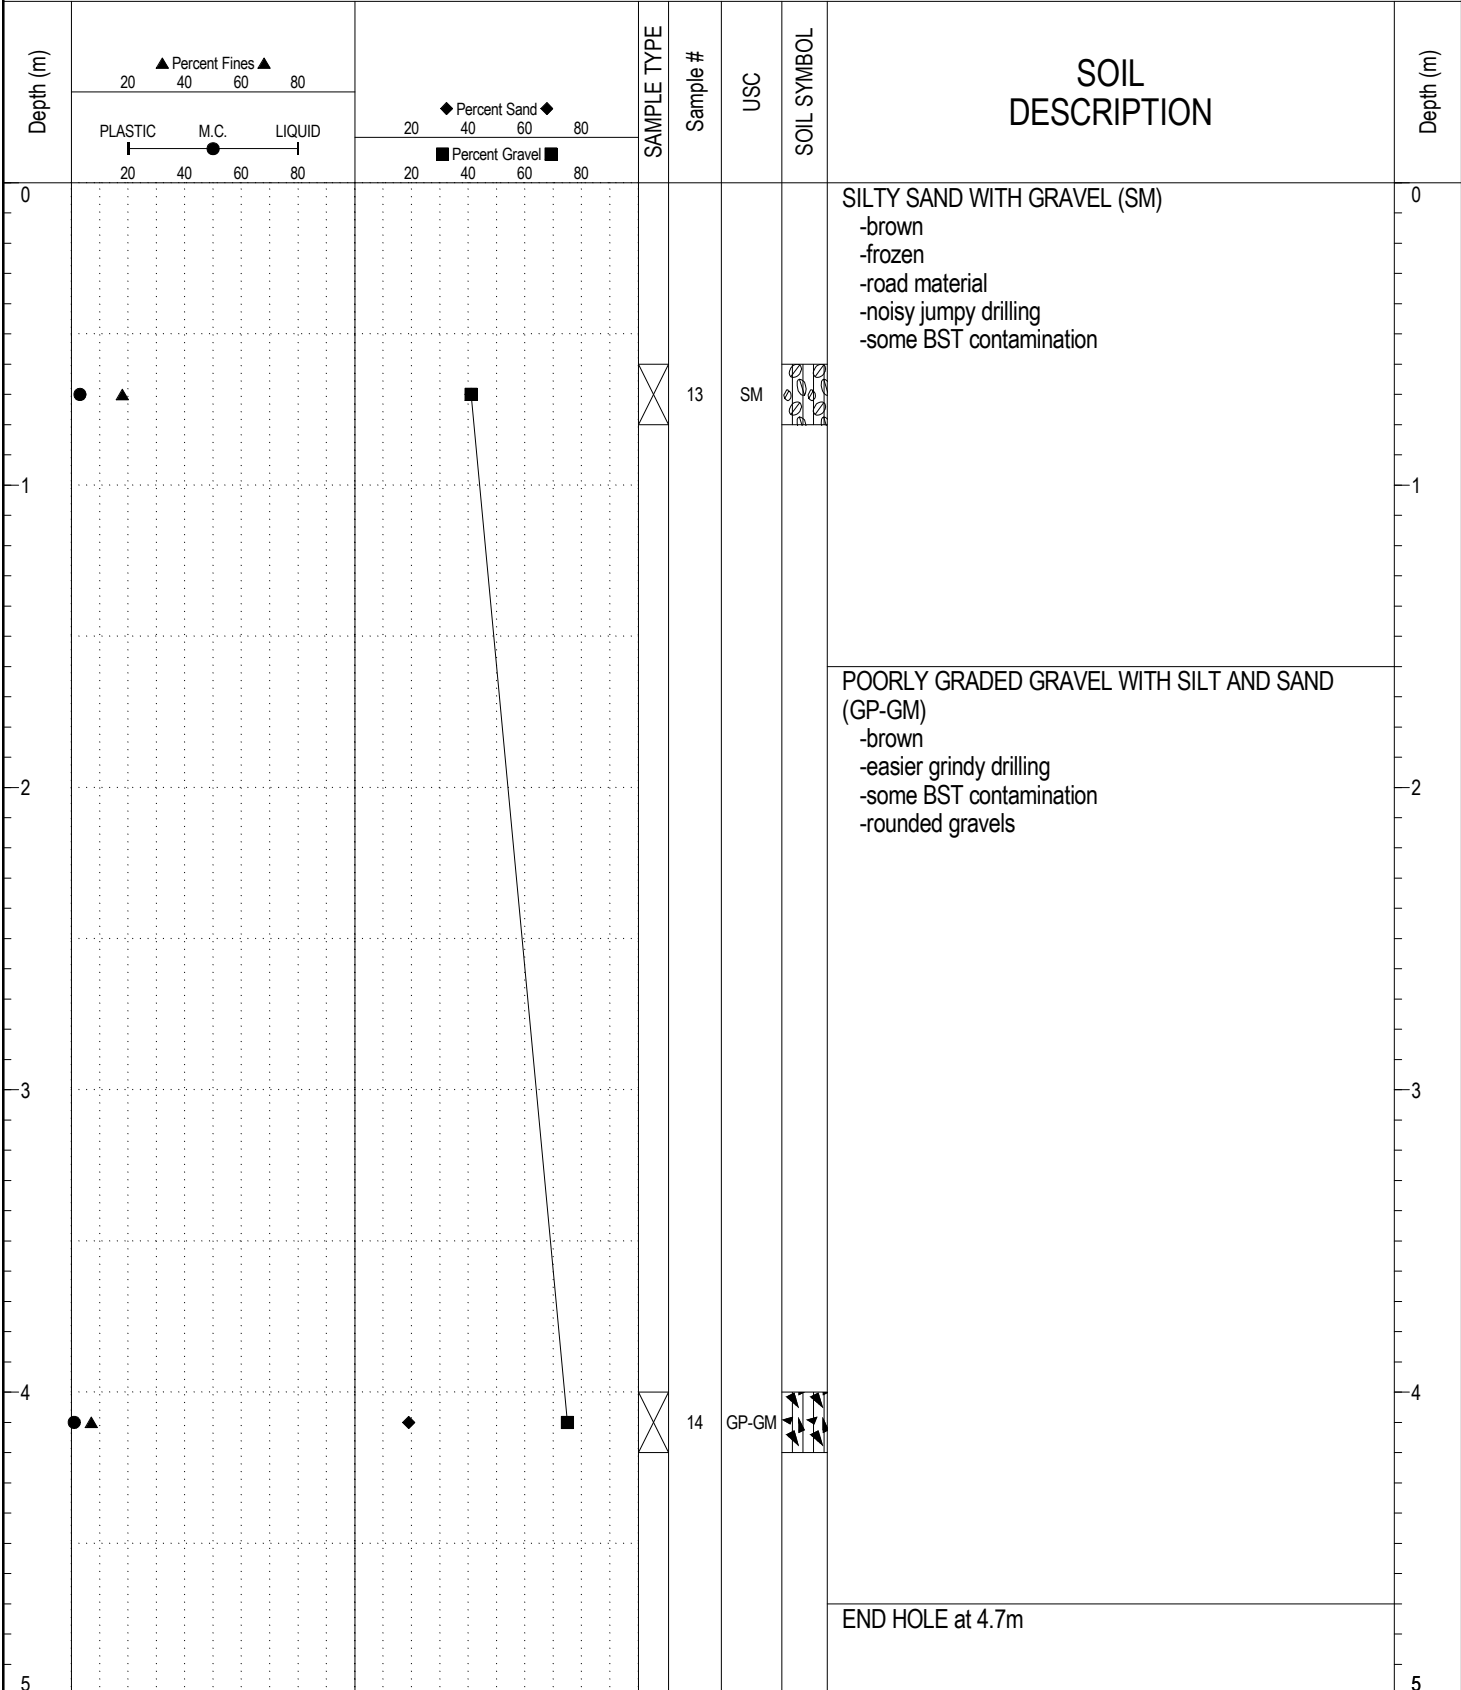 Depth (m)
▲ Percent Fines ▲
20 40 60 80
PLASTIC M.C. LIQUID
20 40 60 80
◆ Percent Sand ◆
20 40 60 80
■ Percent Gravel ■
20 40 60 80
SAMPLE TYPE
Sample #
USC
SOIL SYMBOL
SOIL
DESCRIPTION
Depth (m)
0
SILTY SAND WITH GRAVEL (SM)
0
-brown
-frozen
-road material
-noisy jumpy drilling
-some BST contamination
13 SM
1
1
POORLY GRADED GRAVEL WITH SILT AND SAND
(GP-GM)
-brown
-easier grindy drilling
2
-some BST contamination
2
-rounded gravels
3
3
4
4
14 GP-GM
END HOLE at 4.7m
5
5